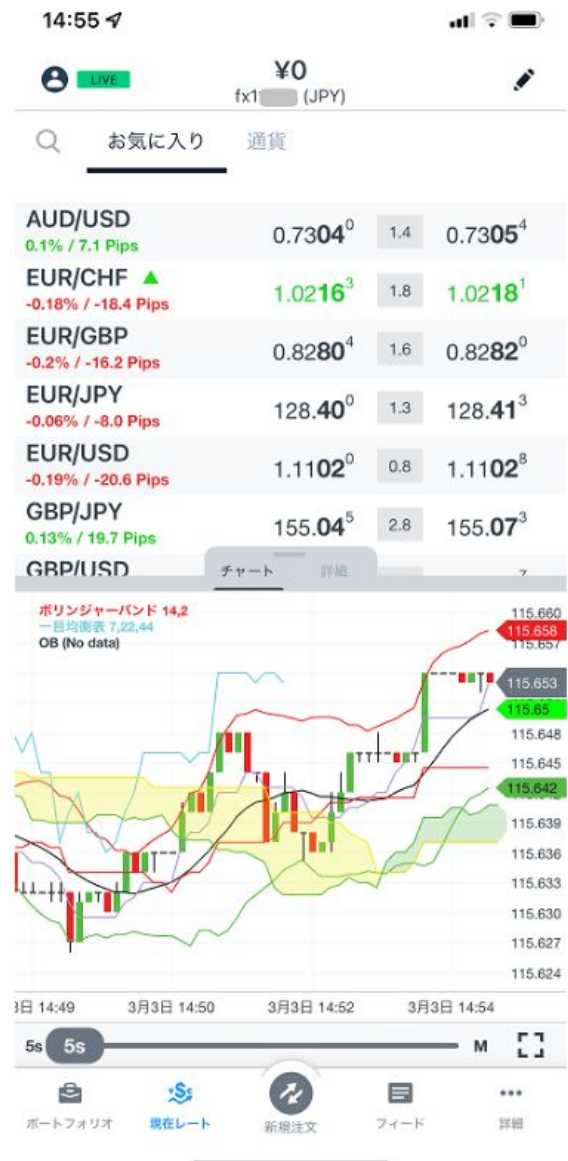 14:55
LIVE
¥0
fx1 (JPY)
お気に入り 通貨
AUD/USD
0.1% / 7.1 Pips
0.7304⁰ 1.4 0.7305⁴
EUR/CHF ▲
-0.18% / -18.4 Pips
1.0216³ 1.8 1.0218¹
EUR/GBP
-0.2% / -16.2 Pips
0.8280⁴ 1.6 0.8282⁰
EUR/JPY
-0.06% / -8.0 Pips
128.40⁰ 1.3 128.41³
EUR/USD
-0.19% / -20.6 Pips
1.1102⁰ 0.8 1.1102⁸
GBP/JPY
0.13% / 19.7 Pips
155.04⁵ 2.8 155.07³
GBP/USD
チャート 詳細
ボリンジャーバンド 14,2
一目均衡表 7,22,44
OB (No data)
115.660
115.658
115.657
115.653
115.65
115.648
115.645
115.642
115.639
115.636
115.633
115.630
115.627
115.624
3日 14:49 3月3日 14:50 3月3日 14:52 3月3日 14:54
5s 5s M
ポートフォリオ 現在レート 新規注文 フィード 詳細